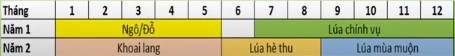 Tháng 1 2 3 4 5 6 7 8 9 10 11 12
Năm 1 Ngô/Đỗ Lúa chính vụ
Năm 2 Khoai lang Lúa hè thu Lúa mùa muộn